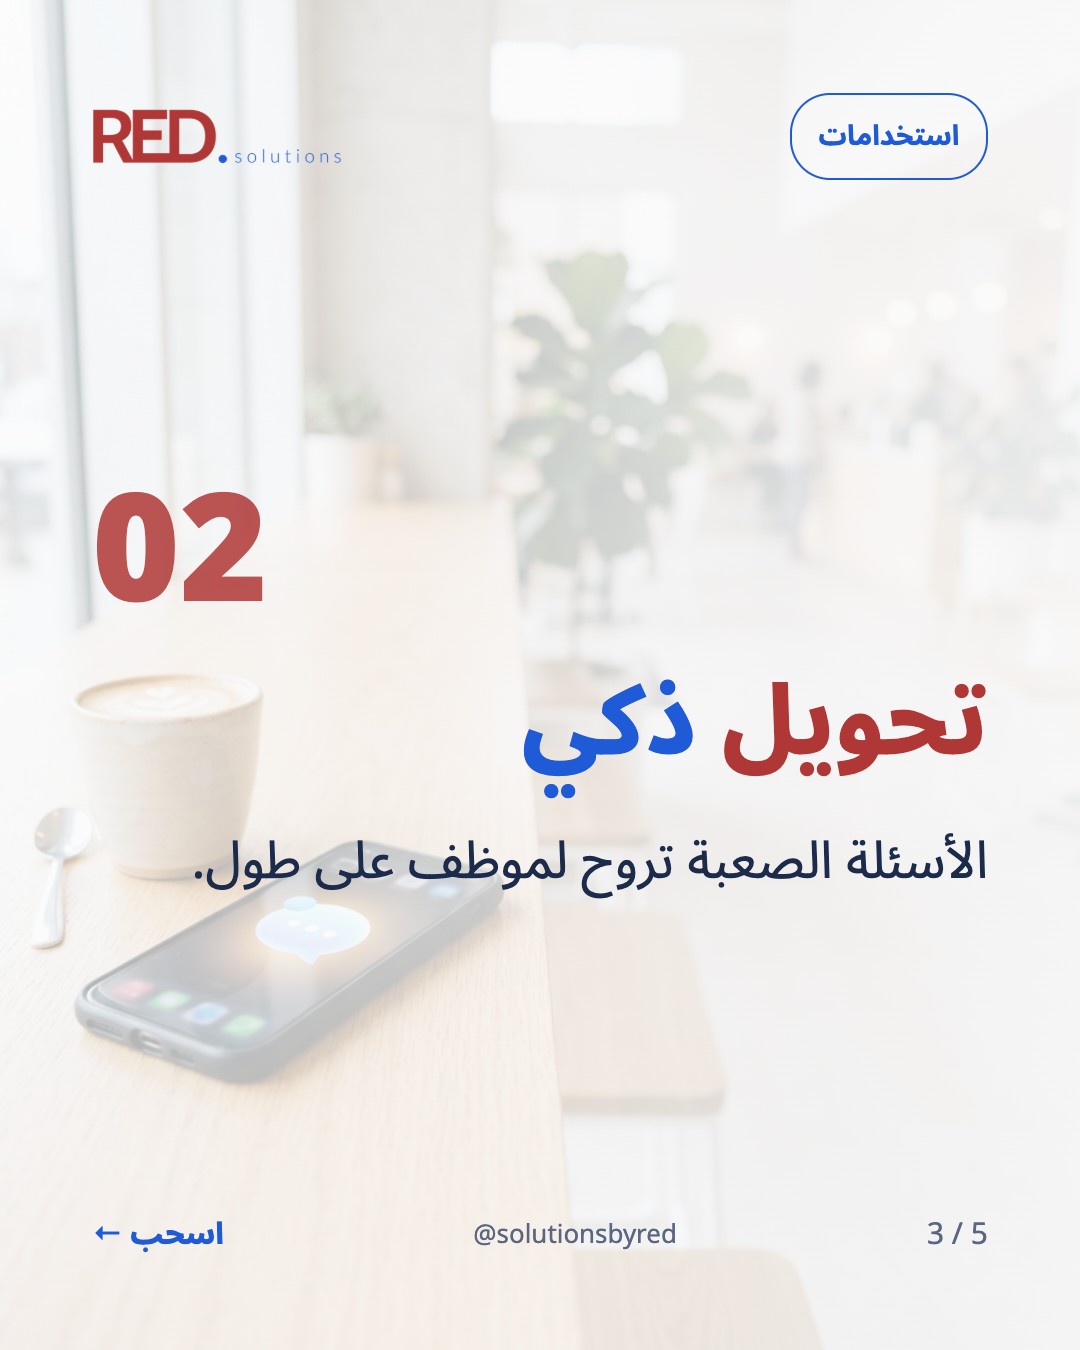 RED.solutions
استخدامات
02
تحويل ذكي
الأسئلة الصعبة تروح لموظف على طول.
اسحب ←
@solutionsbyred
3 / 5